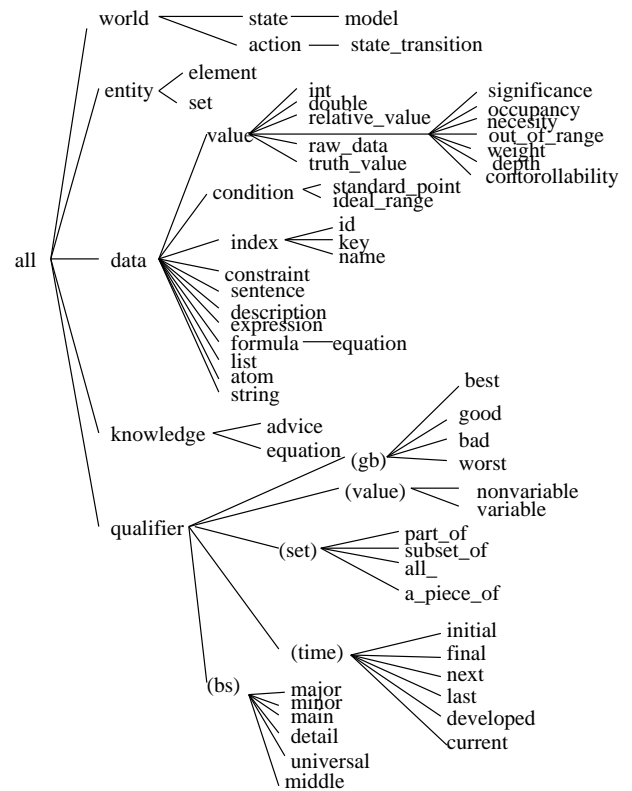 world state model
action state_transition
entity element
set
value int
double
relative_value
raw_data
truth_value
significance
occupancy
necesity
out_of_range
weight
depth
contorollability
condition standard_point
ideal_range
index id
key
name
all data
constraint
sentence
description
expression
formula equation
list
atom
string
knowledge advice
equation
qualifier
(gb) best
good
bad
worst
(value) nonvariable
variable
(set) part_of
subset_of
all_
a_piece_of
(time) initial
final
next
last
developed
current
(bs) major
minor
main
detail
universal
middle